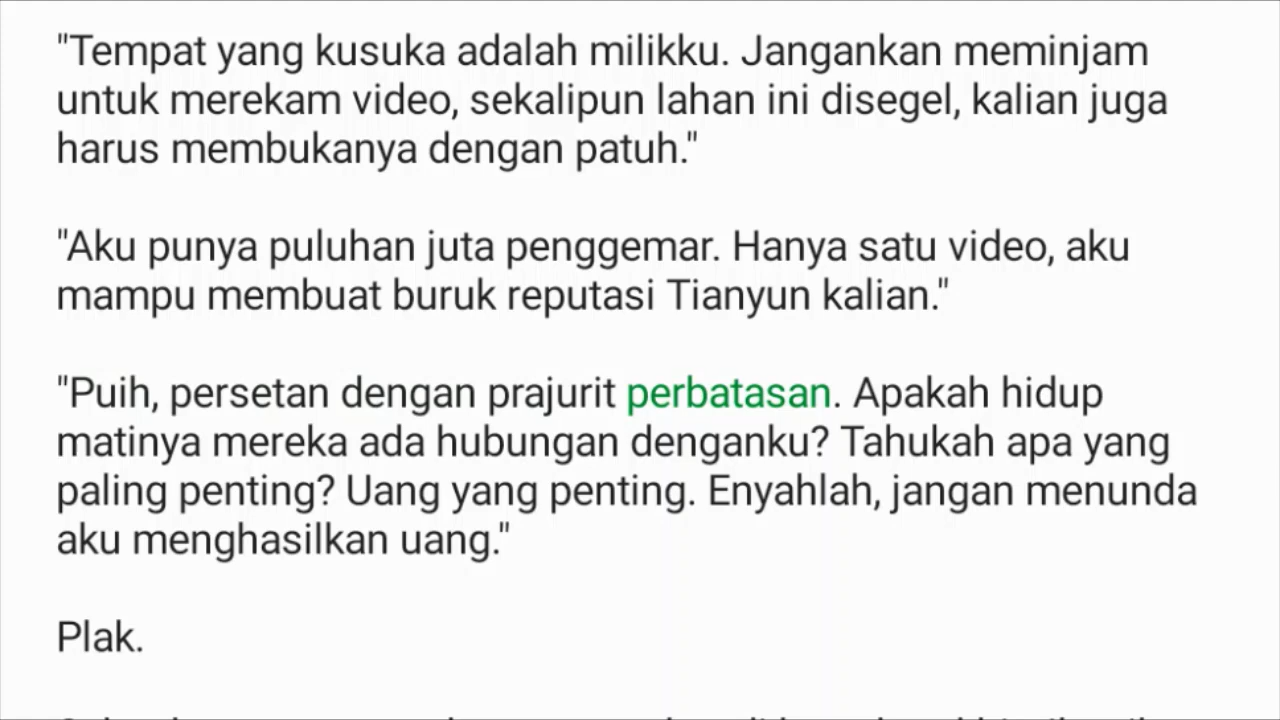 "Tempat yang kusuka adalah milikku. Jangankan meminjam
untuk merekam video, sekalipun lahan ini disegel, kalian juga
harus membukanya dengan patuh."
"Aku punya puluhan juta penggemar. Hanya satu video, aku
mampu membuat buruk reputasi Tianyun kalian."
"Puih, persetan dengan prajurit perbatasan. Apakah hidup
matinya mereka ada hubungan denganku? Tahukah apa yang
paling penting? Uang yang penting. Enyahlah, jangan menunda
aku menghasilkan uang."
Plak.